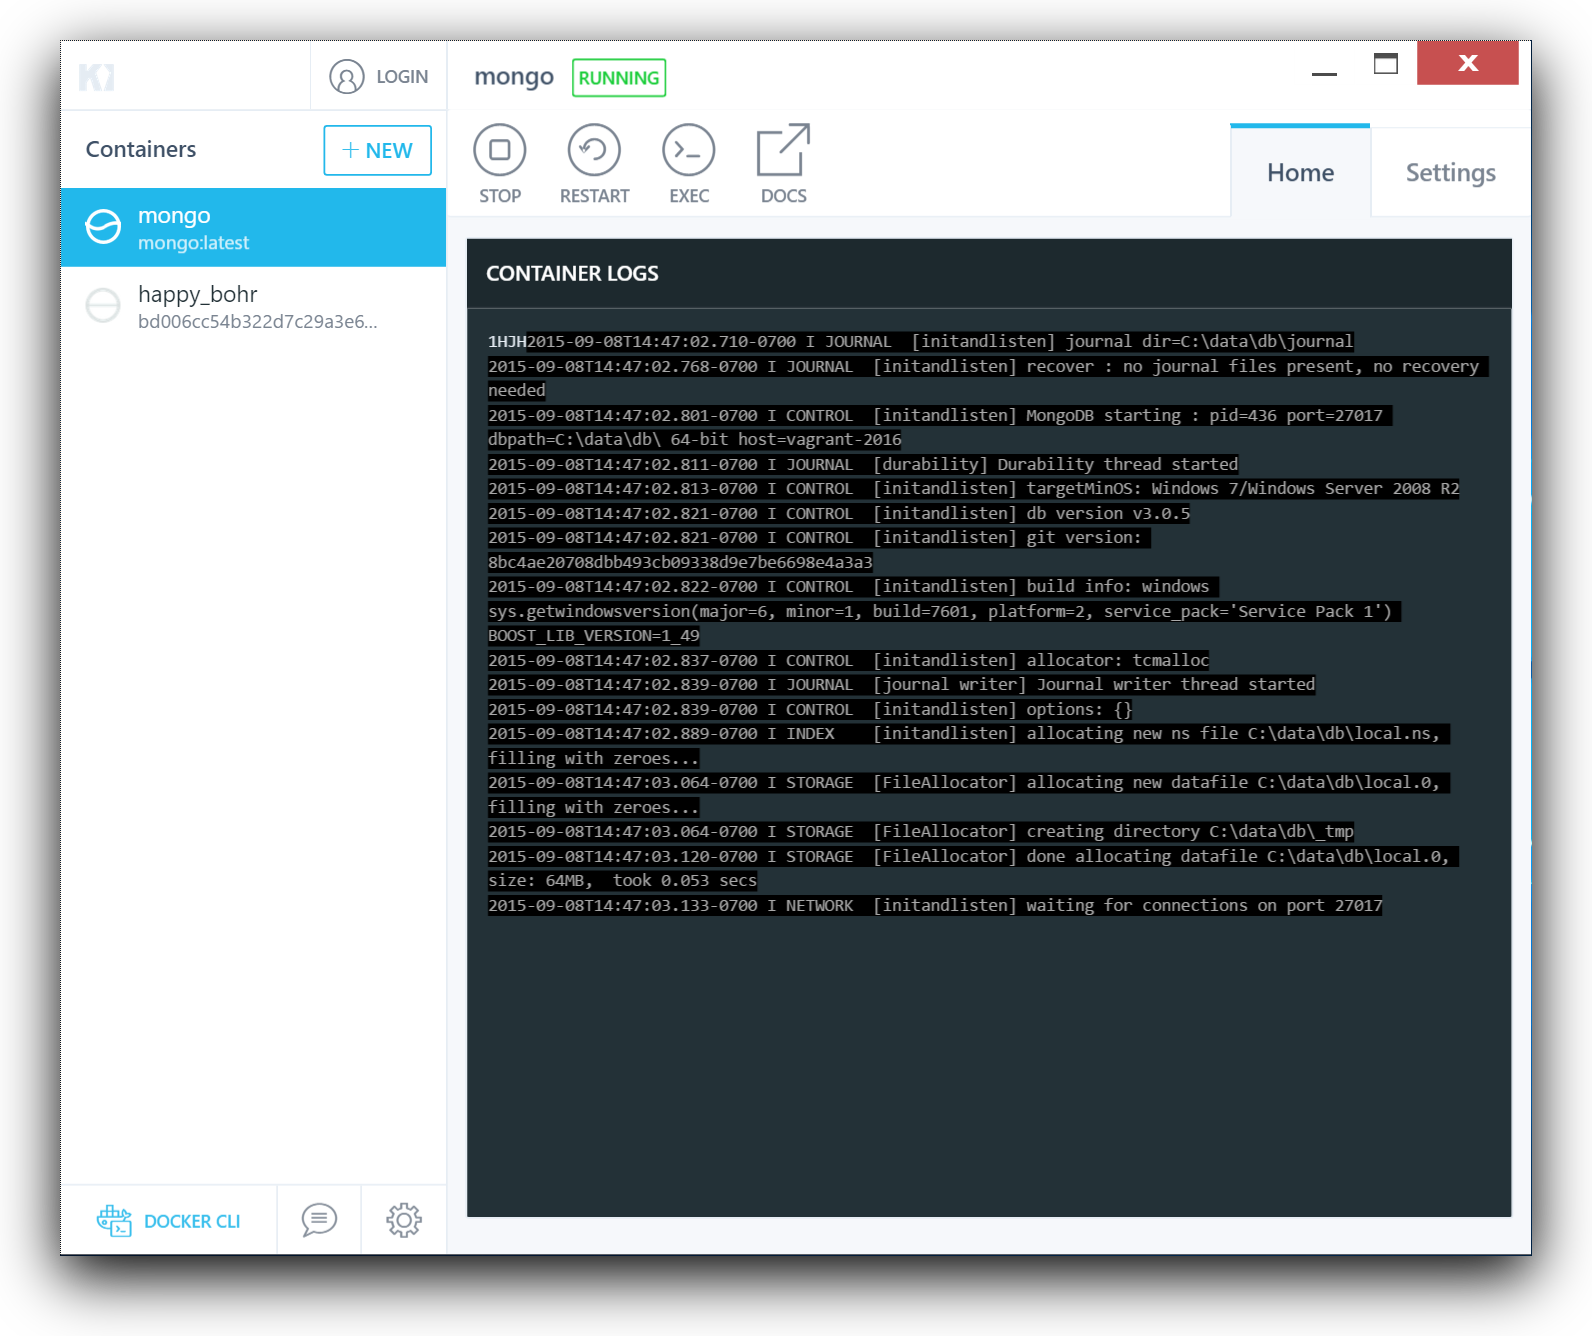 LOGIN
mongo RUNNING
X
Containers
+ NEW
mongo
mongo:latest
happy_bohr
bd006cc54b322d7c29a3e6...
STOP
RESTART
EXEC
DOCS
Home
Settings
CONTAINER LOGS
1HJH2015-09-08T14:47:02.710-0700 I JOURNAL  [initandlisten] journal dir=C:\data\db\journal
2015-09-08T14:47:02.768-0700 I JOURNAL  [initandlisten] recover : no journal files present, no recovery
needed
2015-09-08T14:47:02.801-0700 I CONTROL  [initandlisten] MongoDB starting : pid=436 port=27017
dbpath=C:\data\db\ 64-bit host=vagrant-2016
2015-09-08T14:47:02.811-0700 I JOURNAL  [durability] Durability thread started
2015-09-08T14:47:02.813-0700 I CONTROL  [initandlisten] targetMinOS: Windows 7/Windows Server 2008 R2
2015-09-08T14:47:02.821-0700 I CONTROL  [initandlisten] db version v3.0.5
2015-09-08T14:47:02.821-0700 I CONTROL  [initandlisten] git version:
8bc4ae20708dbb493cb09338d9e7be6698e4a3a3
2015-09-08T14:47:02.822-0700 I CONTROL  [initandlisten] build info: windows
sys.getwindowsversion(major=6, minor=1, build=7601, platform=2, service_pack='Service Pack 1')
BOOST_LIB_VERSION=1_49
2015-09-08T14:47:02.837-0700 I CONTROL  [initandlisten] allocator: tcmalloc
2015-09-08T14:47:02.839-0700 I JOURNAL  [journal writer] Journal writer thread started
2015-09-08T14:47:02.839-0700 I CONTROL  [initandlisten] options: {}
2015-09-08T14:47:02.889-0700 I INDEX    [initandlisten] allocating new ns file C:\data\db\local.ns,
filling with zeroes...
2015-09-08T14:47:03.064-0700 I STORAGE  [FileAllocator] allocating new datafile C:\data\db\local.0,
filling with zeroes...
2015-09-08T14:47:03.064-0700 I STORAGE  [FileAllocator] creating directory C:\data\db\_tmp
2015-09-08T14:47:03.120-0700 I STORAGE  [FileAllocator] done allocating datafile C:\data\db\local.0,
size: 64MB,  took 0.053 secs
2015-09-08T14:47:03.133-0700 I NETWORK  [initandlisten] waiting for connections on port 27017
DOCKER CLI